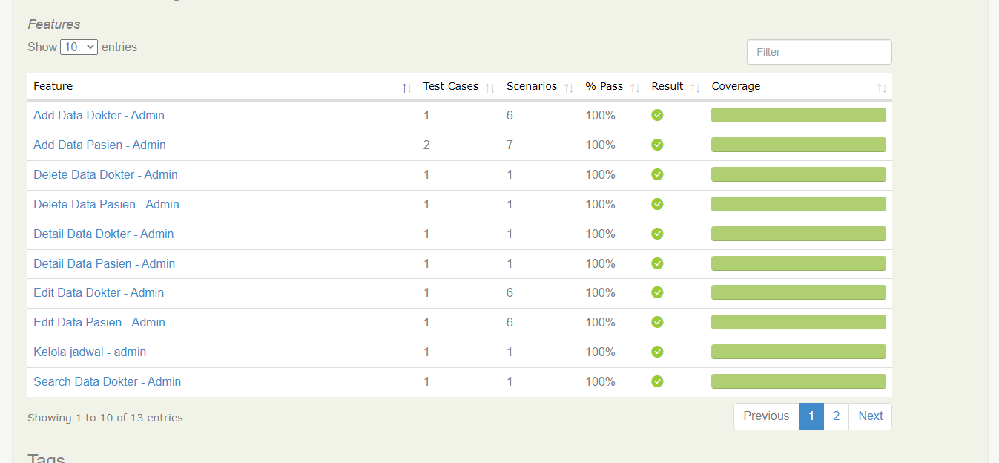 Features
Show 10 entries
Filter
Feature Test Cases Scenarios % Pass Result Coverage
Add Data Dokter - Admin 1 6 100%
Add Data Pasien - Admin 2 7 100%
Delete Data Dokter - Admin 1 1 100%
Delete Data Pasien - Admin 1 1 100%
Detail Data Dokter - Admin 1 1 100%
Detail Data Pasien - Admin 1 1 100%
Edit Data Dokter - Admin 1 6 100%
Edit Data Pasien - Admin 1 6 100%
Kelola jadwal - admin 1 1 100%
Search Data Dokter - Admin 1 1 100%
Showing 1 to 10 of 13 entries
Previous 1 2 Next
Tags